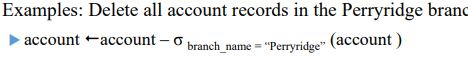 Examples: Delete all account records in the Perryridge branc
account ←account – σ branch_name = “Perryridge” (account )